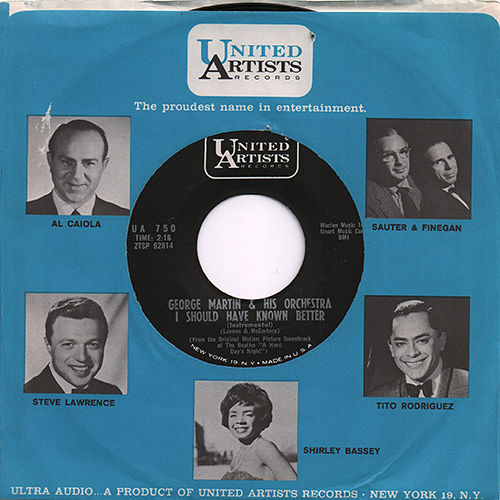 UNITED
ARTISTS
RECORDS
The proudest name in entertainment.
UNITED
ARTISTS
RECORDS
AL CAIOLA
SAUTER & FINEGAN
UA 750
TIME: 2:16
ZTSP 92814
Maclen Music
Unart Music
BMI
GEORGE MARTIN & HIS ORCHESTRA
I SHOULD HAVE KNOWN BETTER
(Instrumental)
(Lennon & McCartney)
(From the Original Motion Picture Soundtrack
of The Beatles "A Hard
Day's Night")
NEW YORK 19, N.Y. • MADE IN U.S.A.
STEVE LAWRENCE
TITO RODRIGUEZ
SHIRLEY BASSEY
ULTRA AUDIO...A PRODUCT OF UNITED ARTISTS RECORDS • NEW YORK 19, N.Y.